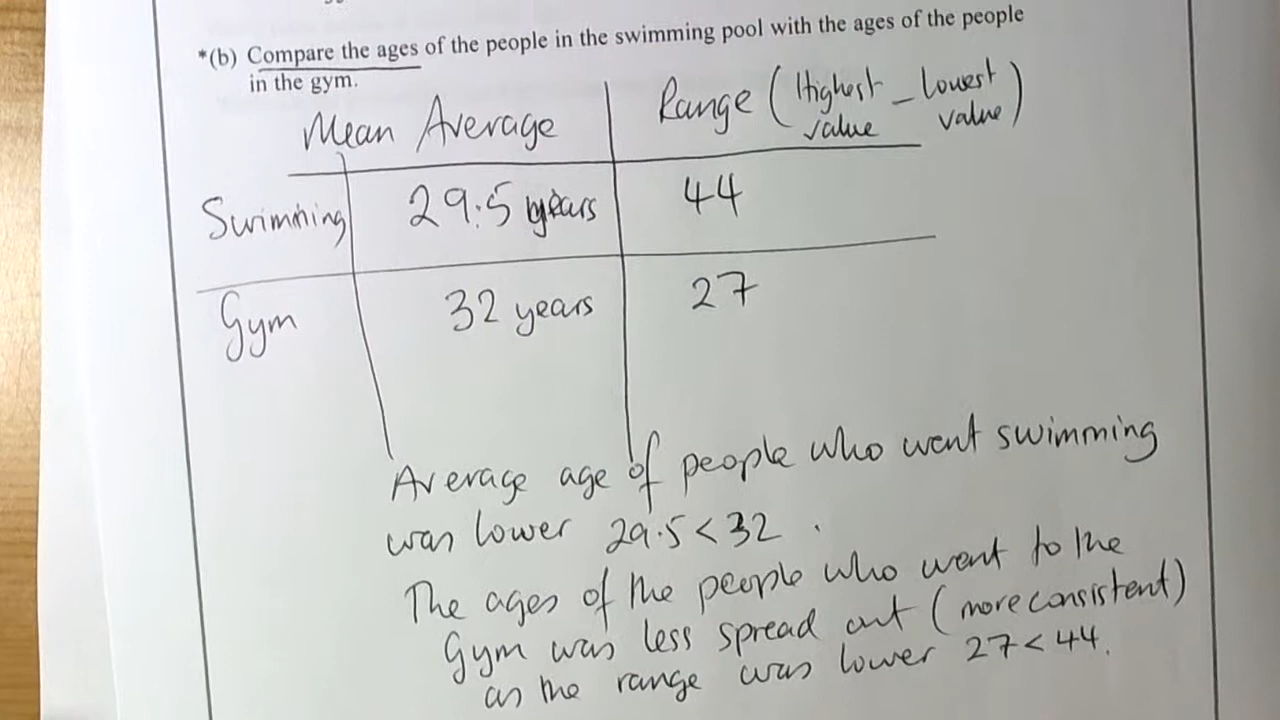 *(b) Compare the ages of the people in the swimming pool with the ages of the people
in the gym.
Mean Average Range (Highest value - lowest value)
Swimming 29.5 years 44
Gym 32 years 27
Average age of people who went swimming
was lower 29.5 < 32 .
The ages of the people who went to the
Gym was less spread out (more consistent)
as the range was lower 27 < 44.